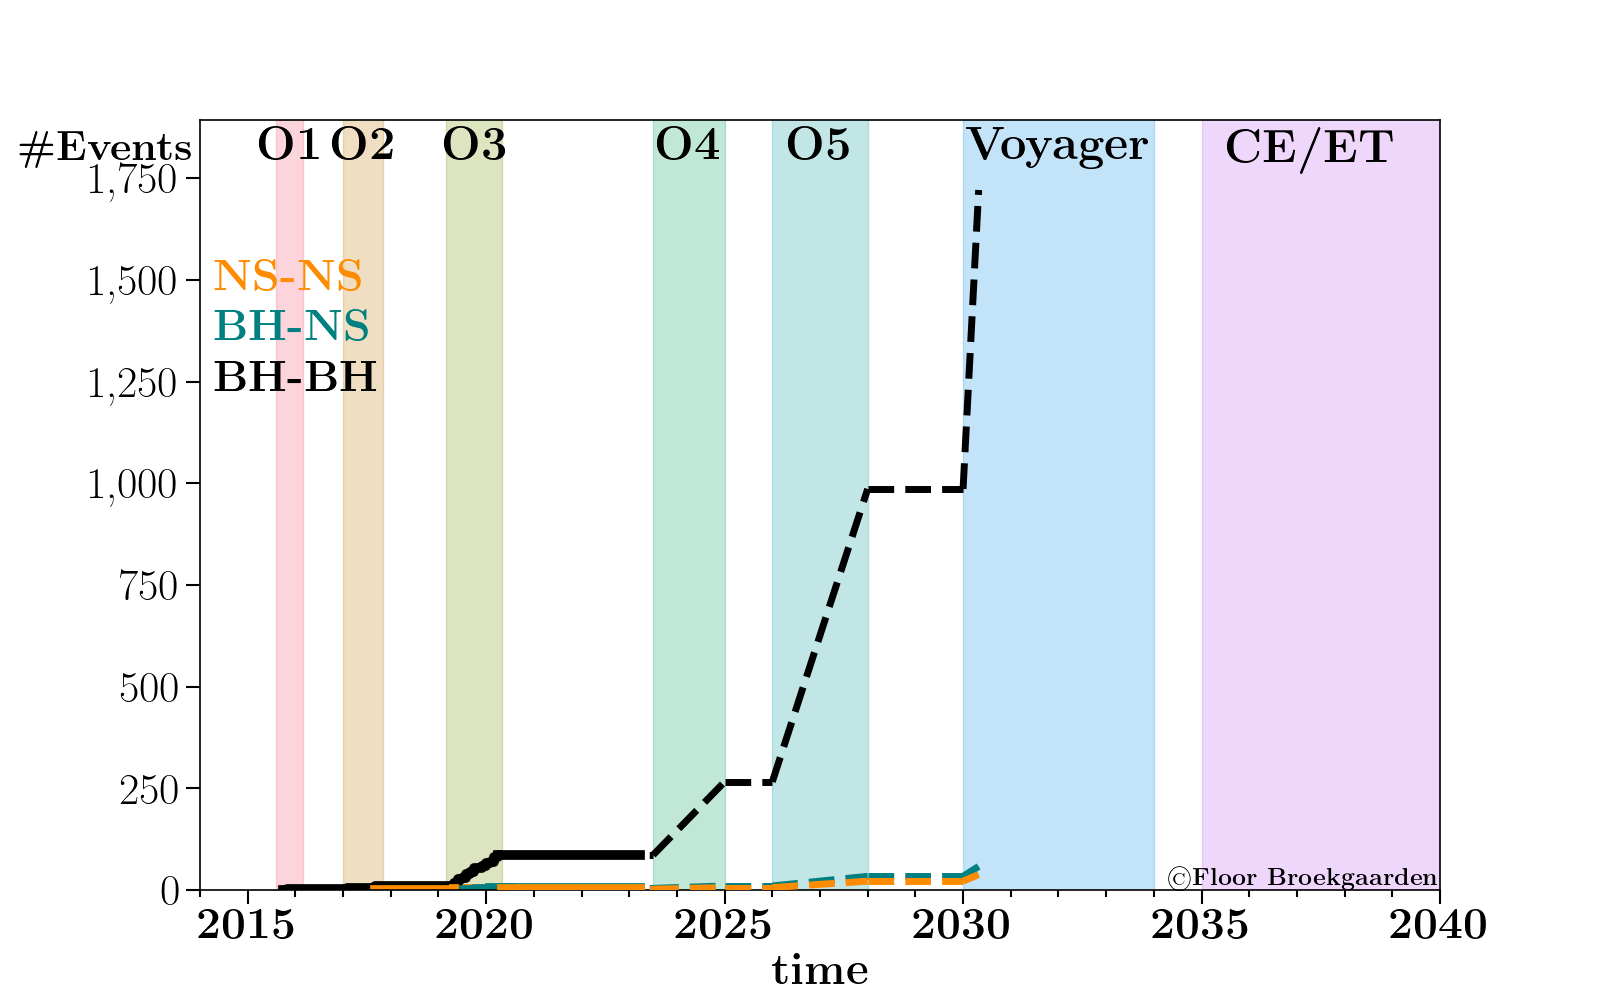 #Events
O1 O2 O3 O4 O5 Voyager CE/ET
1,750
1,500
1,250
1,000
750
500
250
0
NS-NS
BH-NS
BH-BH
©Floor Broekgaarden
2015 2020 2025 2030 2035 2040
time